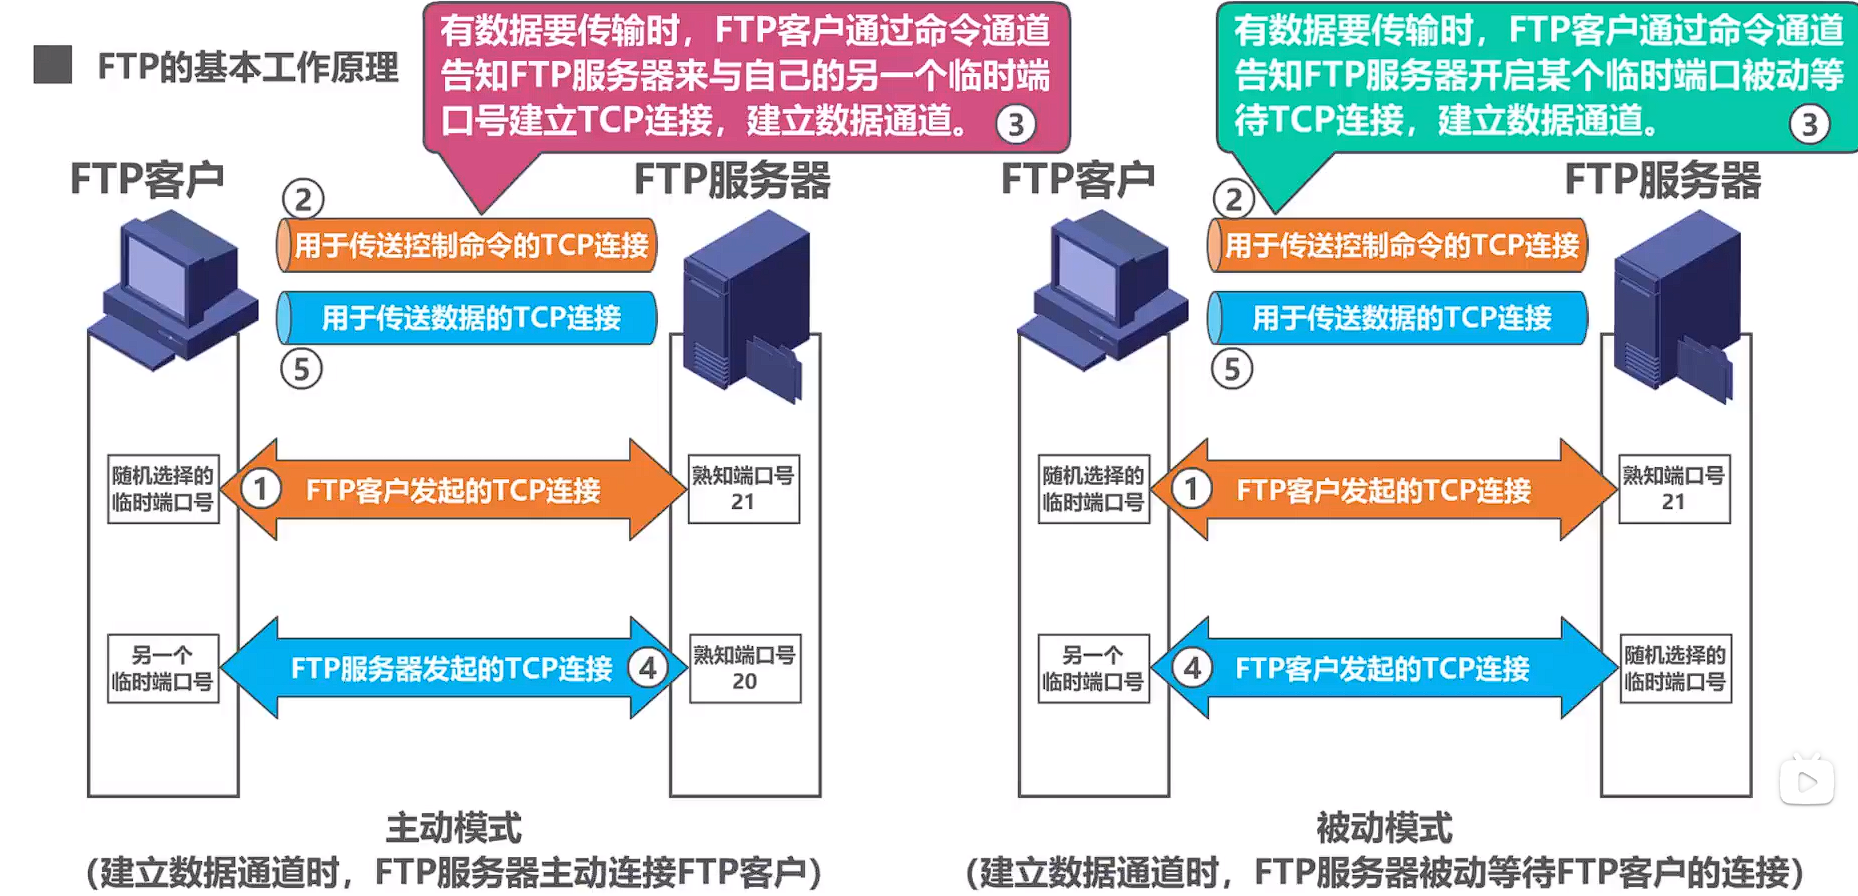 FTP的基本工作原理
有数据要传输时，FTP客户通过命令通道
告知FTP服务器来与自己的另一个临时端
口号建立TCP连接，建立数据通道。 ③
FTP客户
FTP服务器
②
用于传送控制命令的TCP连接
用于传送数据的TCP连接
⑤
随机选择的
临时端口号
① FTP客户发起的TCP连接
熟知端口号
21
另一个
临时端口号
FTP服务器发起的TCP连接 ④
熟知端口号
20
主动模式
（建立数据通道时，FTP服务器主动连接FTP客户）
有数据要传输时，FTP客户通过命令通道
告知FTP服务器开启某个临时端口被动等
待TCP连接，建立数据通道。 ③
FTP客户
FTP服务器
②
用于传送控制命令的TCP连接
用于传送数据的TCP连接
⑤
随机选择的
临时端口号
① FTP客户发起的TCP连接
熟知端口号
21
另一个
临时端口号
④ FTP客户发起的TCP连接
随机选择的
临时端口号
被动模式
（建立数据通道时，FTP服务器被动等待FTP客户的连接）